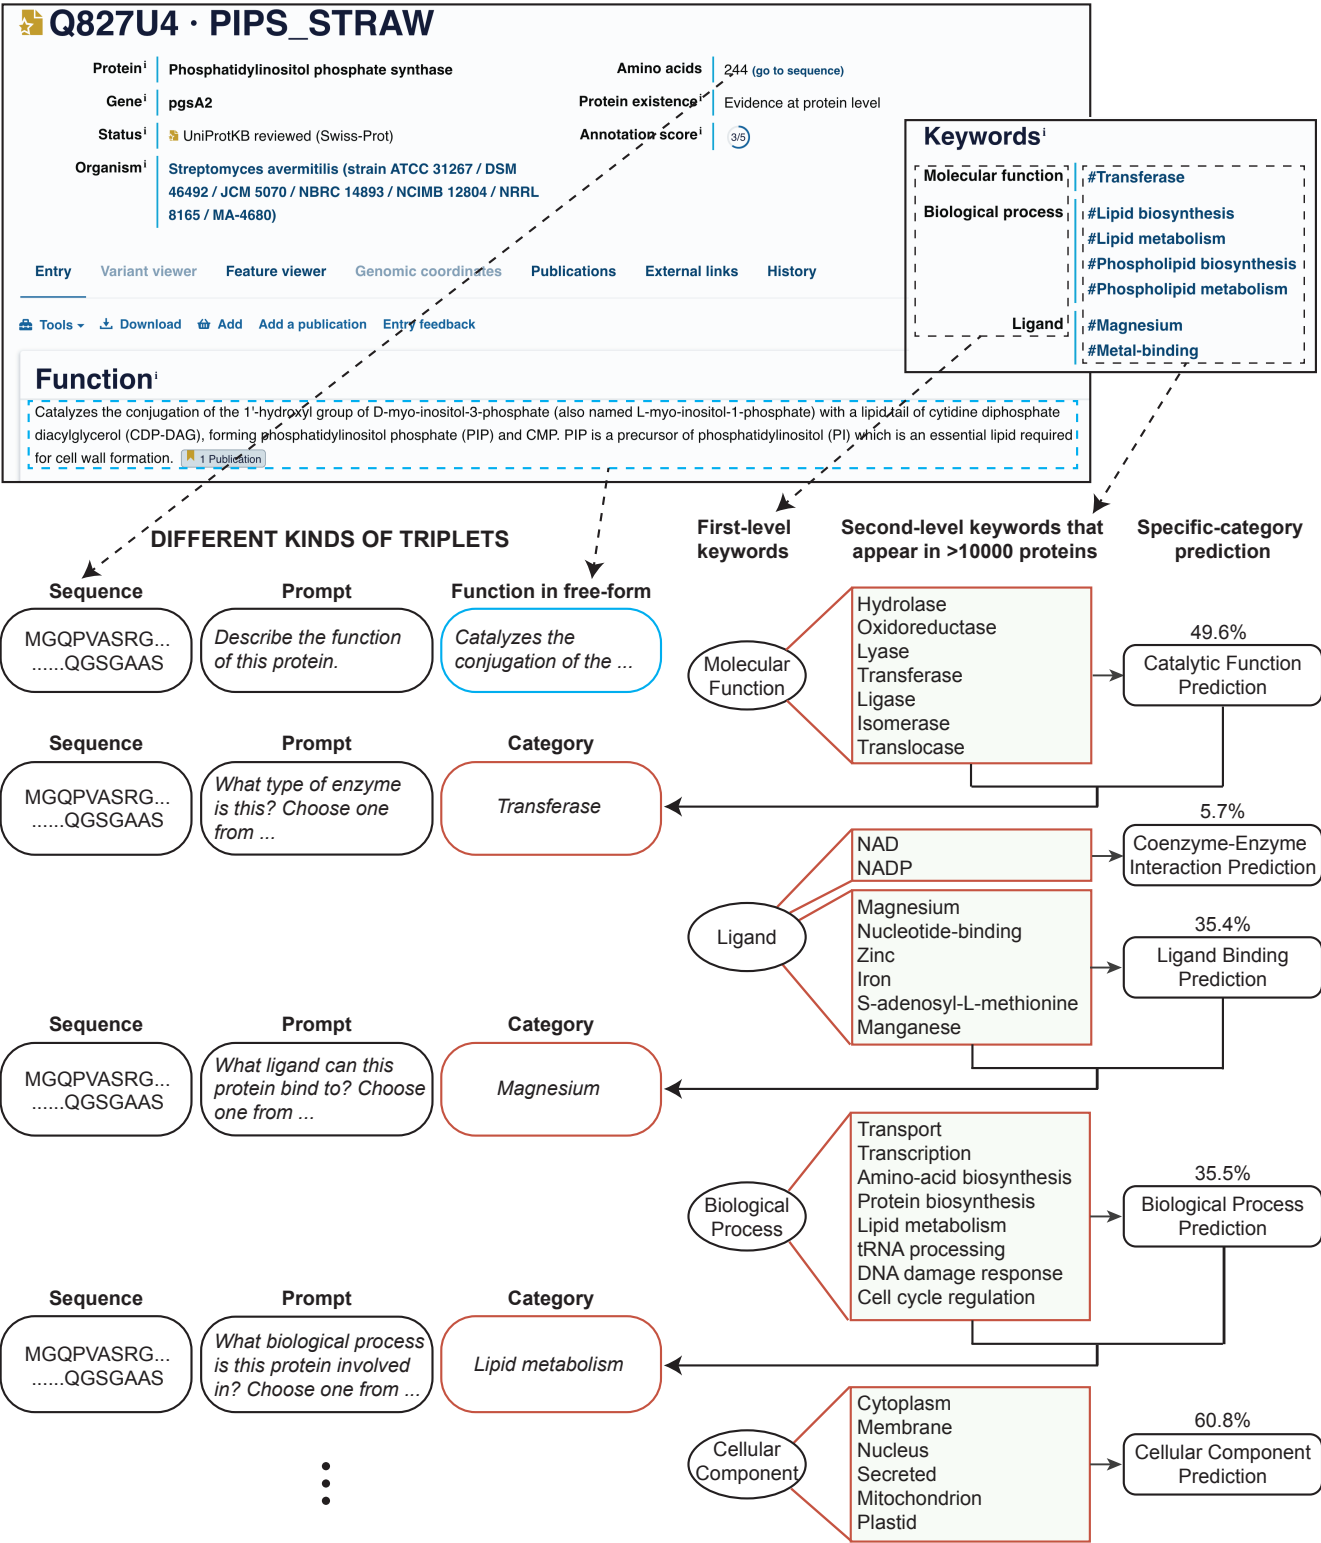 Q827U4 · PIPS_STRAW
Proteinⁱ Phosphatidylinositol phosphate synthase
Geneⁱ pgsA2
Statusⁱ UniProtKB reviewed (Swiss-Prot)
Organismⁱ Streptomyces avermitilis (strain ATCC 31267 / DSM
46492 / JCM 5070 / NBRC 14893 / NCIMB 12804 / NRRL
8165 / MA-4680)
Amino acids 244 (go to sequence)
Protein existenceⁱ Evidence at protein level
Annotation scoreⁱ 3/5
Keywordsⁱ
Molecular function #Transferase
Biological process #Lipid biosynthesis
#Lipid metabolism
#Phospholipid biosynthesis
#Phospholipid metabolism
Ligand #Magnesium
#Metal-binding
Entry Variant viewer Feature viewer Genomic coordinates Publications External links History
Tools Download Add Add a publication Entry feedback
Functionⁱ
Catalyzes the conjugation of the 1'-hydroxyl group of D-myo-inositol-3-phosphate (also named L-myo-inositol-1-phosphate) with a lipid tail of cytidine diphosphate
diacylglycerol (CDP-DAG), forming phosphatidylinositol phosphate (PIP) and CMP. PIP is a precursor of phosphatidylinositol (PI) which is an essential lipid required
for cell wall formation. 1 Publication
DIFFERENT KINDS OF TRIPLETS
Sequence Prompt Function in free-form
MGQPVASRG...
......QGSGAAS
Describe the function
of this protein.
Catalyzes the
conjugation of the ...
Sequence Prompt Category
MGQPVASRG...
......QGSGAAS
What type of enzyme
is this? Choose one
from ...
Transferase
Sequence Prompt Category
MGQPVASRG...
......QGSGAAS
What ligand can this
protein bind to? Choose
one from ...
Magnesium
Sequence Prompt Category
MGQPVASRG...
......QGSGAAS
What biological process
is this protein involved
in? Choose one from ...
Lipid metabolism
First-level
keywords
Second-level keywords that
appear in >10000 proteins
Specific-category
prediction
Molecular
Function
Hydrolase
Oxidoreductase
Lyase
Transferase
Ligase
Isomerase
Translocase
49.6%
Catalytic Function
Prediction
Ligand
NAD
NADP
5.7%
Coenzyme-Enzyme
Interaction Prediction
Magnesium
Nucleotide-binding
Zinc
Iron
S-adenosyl-L-methionine
Manganese
35.4%
Ligand Binding
Prediction
Biological
Process
Transport
Transcription
Amino-acid biosynthesis
Protein biosynthesis
Lipid metabolism
tRNA processing
DNA damage response
Cell cycle regulation
35.5%
Biological Process
Prediction
Cellular
Component
Cytoplasm
Membrane
Nucleus
Secreted
Mitochondrion
Plastid
60.8%
Cellular Component
Prediction